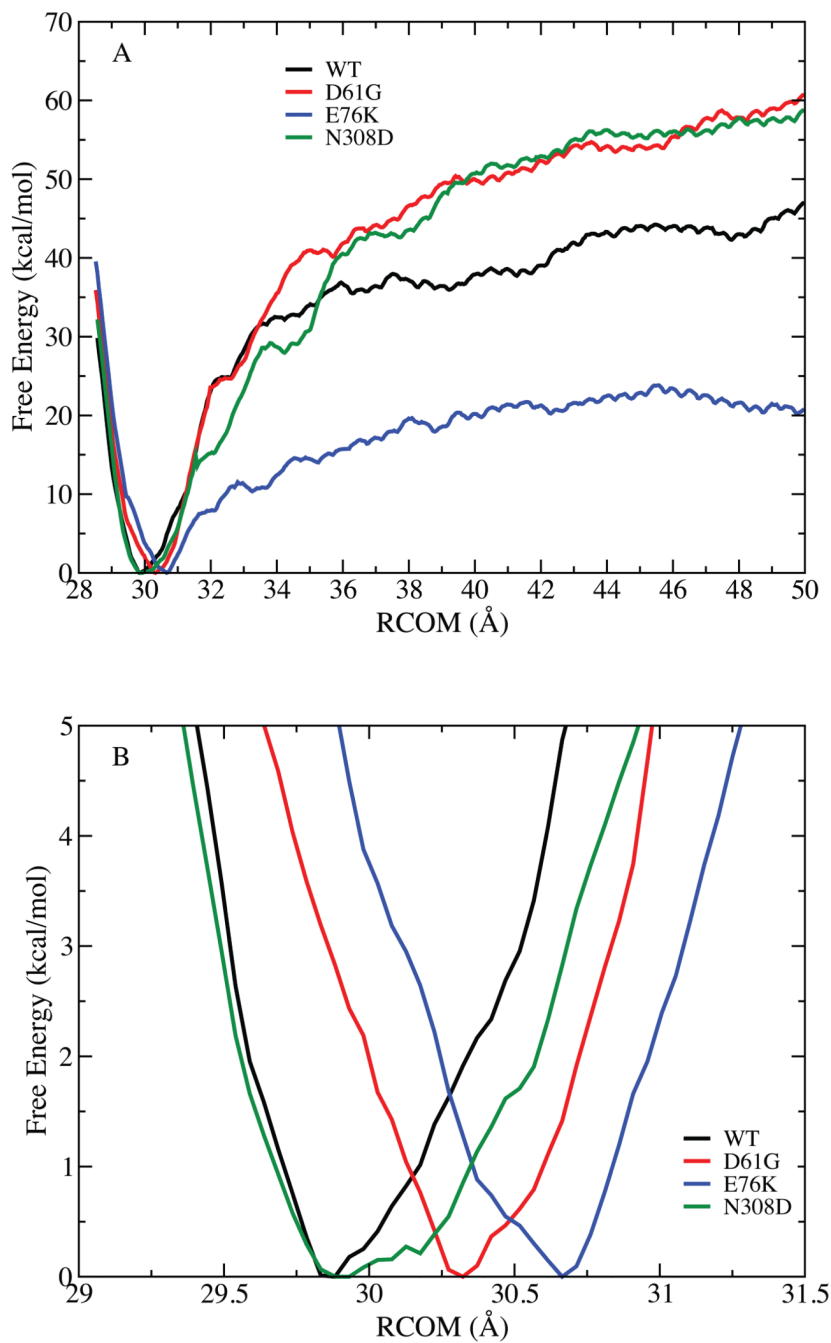 A
WT
D61G
E76K
N308D
Free Energy (kcal/mol)
70
60
50
40
30
20
10
0
28 30 32 34 36 38 40 42 44 46 48 50
RCOM (Å)
B
Free Energy (kcal/mol)
5
4
3
2
1
0
WT
D61G
E76K
N308D
29 29.5 30 30.5 31 31.5
RCOM (Å)